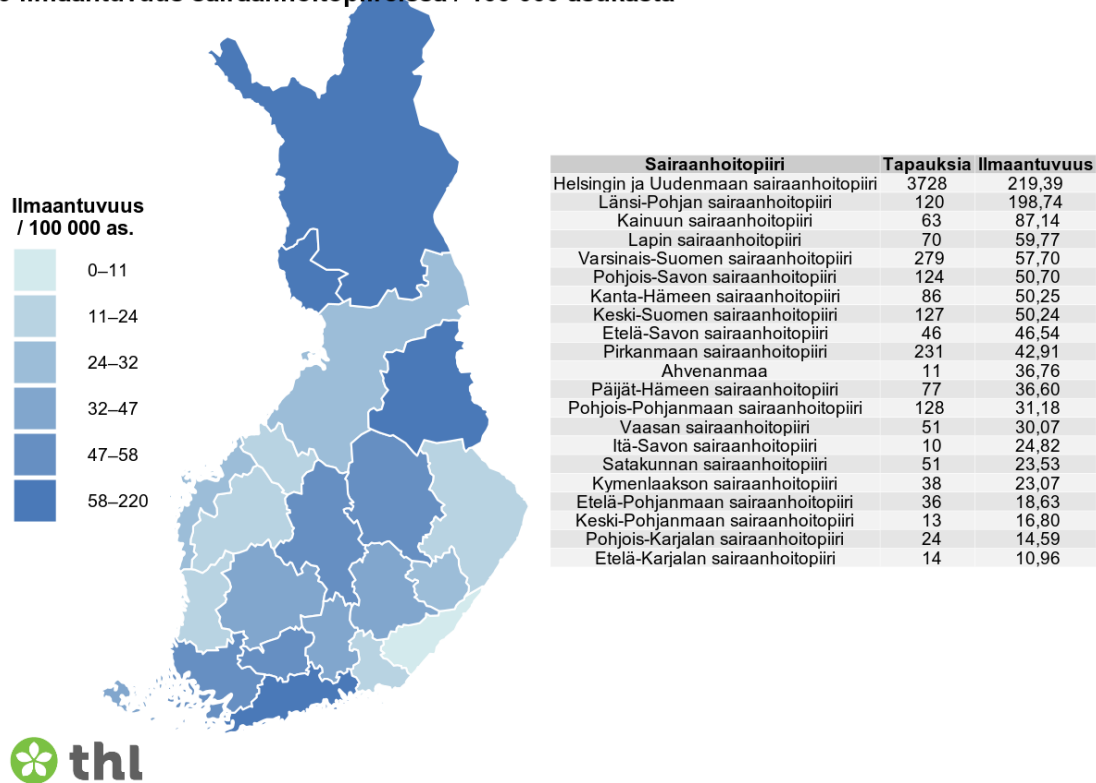 ilmaantuvuus sairaanhoitopiireissä / 100 000 asukasta
Ilmaantuvuus
/ 100 000 as.
0–11
11–24
24–32
32–47
47–58
58–220
Sairaanhoitopiiri Tapauksia Ilmaantuvuus
Helsingin ja Uudenmaan sairaanhoitopiiri 3728 219,39
Länsi-Pohjan sairaanhoitopiiri 120 198,74
Kainuun sairaanhoitopiiri 63 87,14
Lapin sairaanhoitopiiri 70 59,77
Varsinais-Suomen sairaanhoitopiiri 279 57,70
Pohjois-Savon sairaanhoitopiiri 124 50,70
Kanta-Hämeen sairaanhoitopiiri 86 50,25
Keski-Suomen sairaanhoitopiiri 127 50,24
Etelä-Savon sairaanhoitopiiri 46 46,54
Pirkanmaan sairaanhoitopiiri 231 42,91
Ahvenanmaa 11 36,76
Päijät-Hämeen sairaanhoitopiiri 77 36,60
Pohjois-Pohjanmaan sairaanhoitopiiri 128 31,18
Vaasan sairaanhoitopiiri 51 30,07
Itä-Savon sairaanhoitopiiri 10 24,82
Satakunnan sairaanhoitopiiri 51 23,53
Kymenlaakson sairaanhoitopiiri 38 23,07
Etelä-Pohjanmaan sairaanhoitopiiri 36 18,63
Keski-Pohjanmaan sairaanhoitopiiri 13 16,80
Pohjois-Karjalan sairaanhoitopiiri 24 14,59
Etelä-Karjalan sairaanhoitopiiri 14 10,96
thl